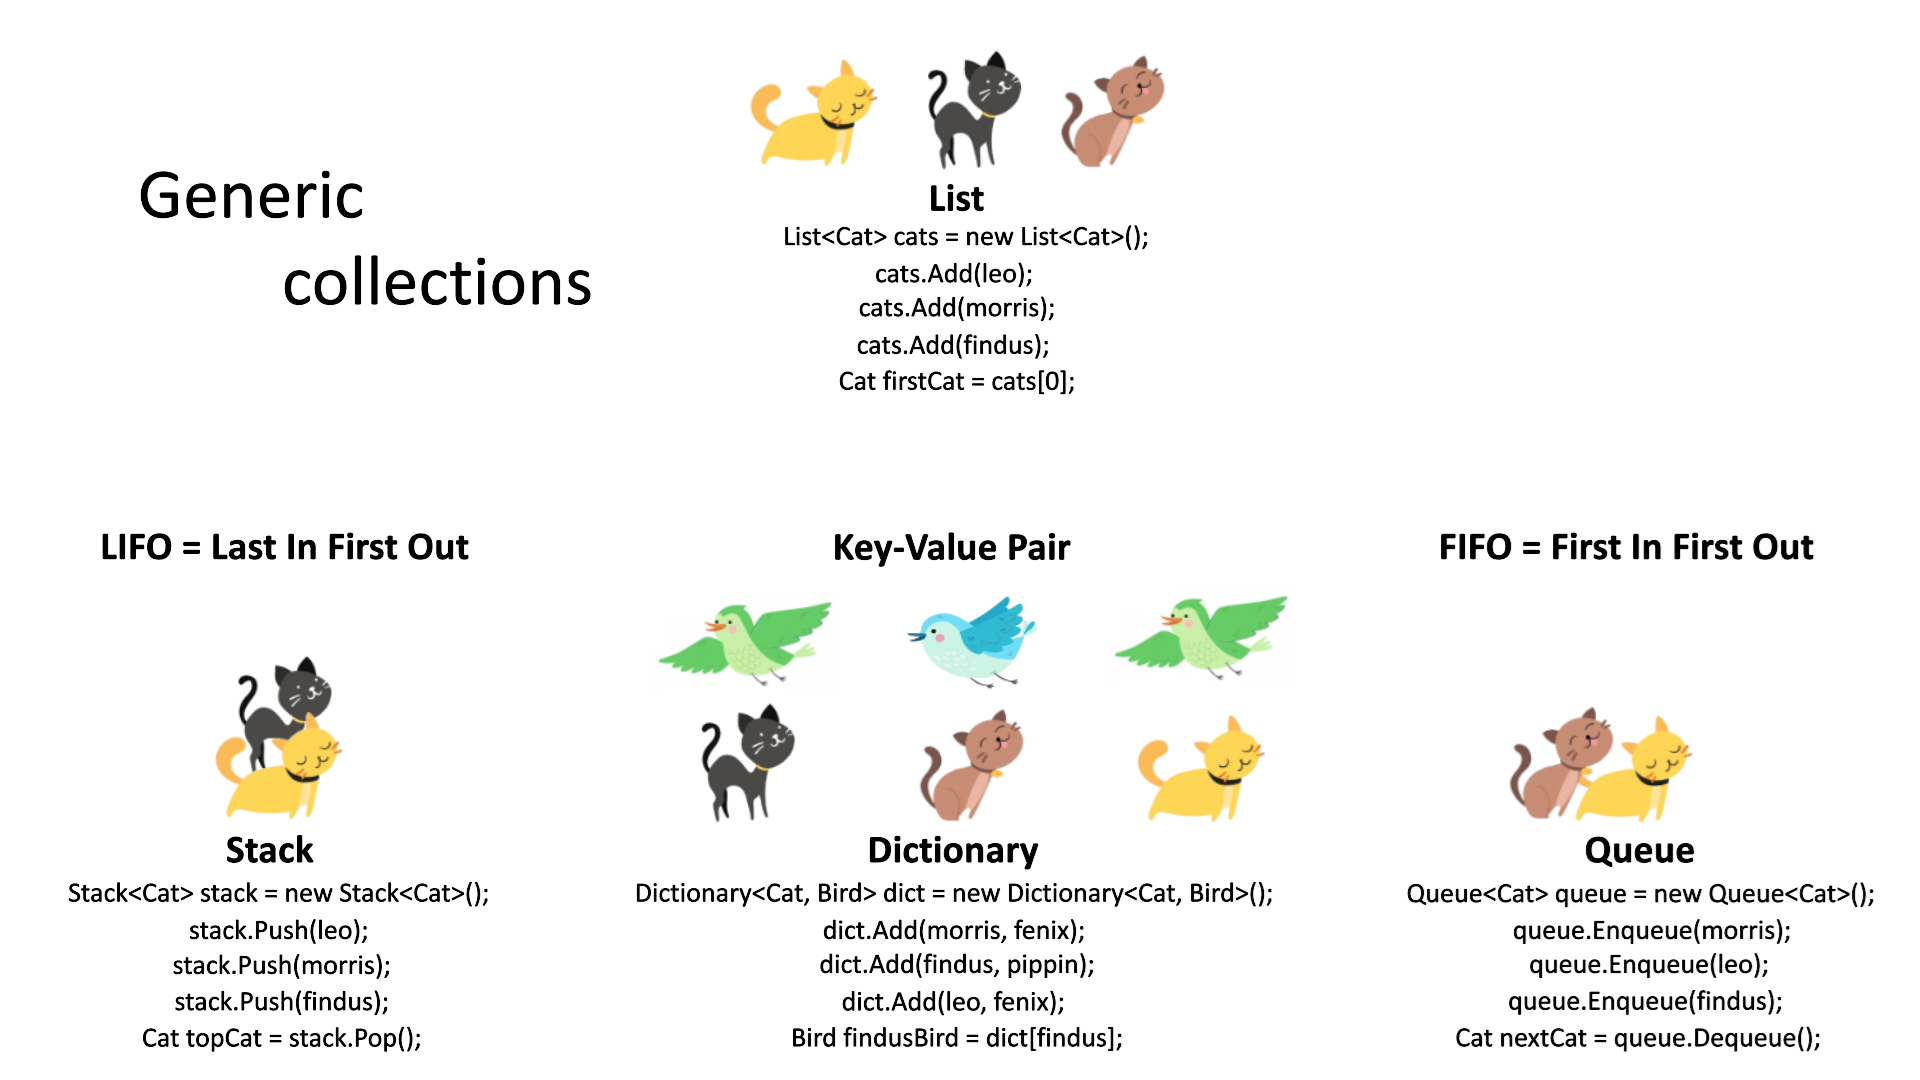 Generic
collections
List
List<Cat> cats = new List<Cat>();
cats.Add(leo);
cats.Add(morris);
cats.Add(findus);
Cat firstCat = cats[0];
LIFO = Last In First Out
Stack
Stack<Cat> stack = new Stack<Cat>();
stack.Push(leo);
stack.Push(morris);
stack.Push(findus);
Cat topCat = stack.Pop();
Key-Value Pair
Dictionary
Dictionary<Cat, Bird> dict = new Dictionary<Cat, Bird>();
dict.Add(morris, fenix);
dict.Add(findus, pippin);
dict.Add(leo, fenix);
Bird findusBird = dict[findus];
FIFO = First In First Out
Queue
Queue<Cat> queue = new Queue<Cat>();
queue.Enqueue(morris);
queue.Enqueue(leo);
queue.Enqueue(findus);
Cat nextCat = queue.Dequeue();